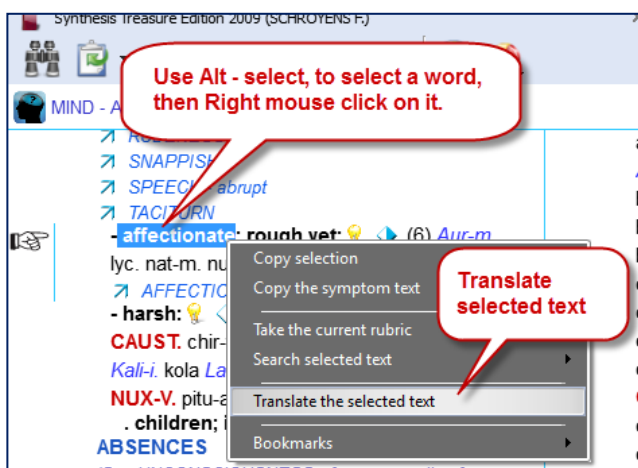 Synthesis Treasure Edition 2009 (SCHROYENS F.)
Use Alt - select, to select a word,
then Right mouse click on it.
MIND - A
SNAPPISH
SPEECH - abrupt
TACITURN
- affectionate; rough yet: (6) Aur-m.
lyc. nat-m. nu
AFFECTIO
- harsh:
CAUST. chir-
Kali-i. kola La
NUX-V. pitu-a
. children; i
ABSENCES
Copy selection
Copy the symptom text
Take the current rubric
Search selected text
Translate the selected text
Bookmarks
Translate
selected text